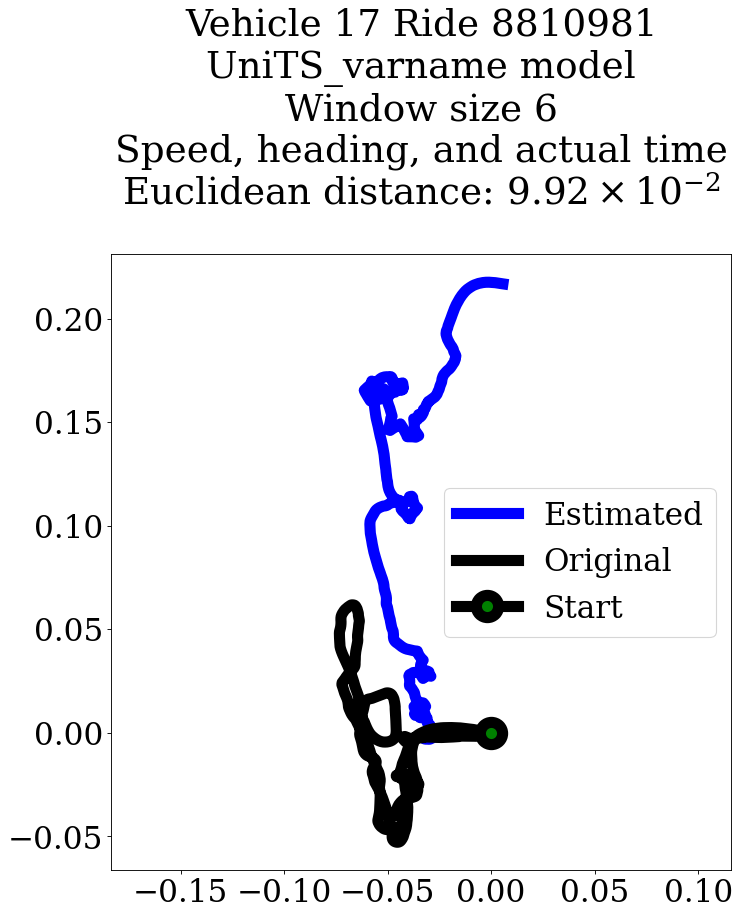 Vehicle 17 Ride 8810981
UniTS_varname model
Window size 6
Speed, heading, and actual time
Euclidean distance: 9.92 × 10⁻²
0.20
0.15
0.10
0.05
0.00
−0.05
Estimated
Original
Start
−0.15 −0.10 −0.05 0.00 0.05 0.10